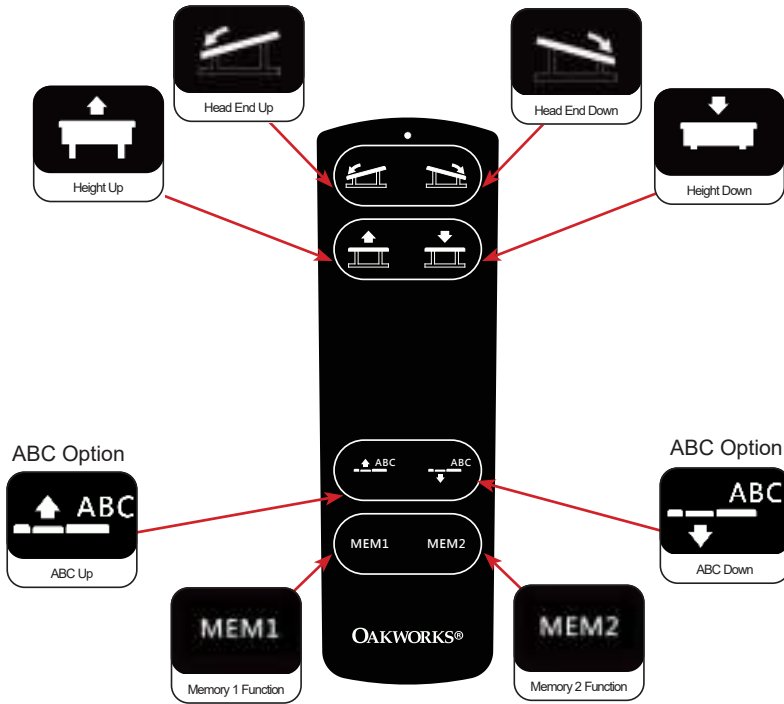 Head End Up
Head End Down
Height Up
Height Down
ABC Option
ABC Option
ABC
ABC Up
ABC
ABC
ABC
ABC Down
MEM1
MEM2
MEM1
Memory 1 Function
MEM2
Memory 2 Function
OAKWORKS®